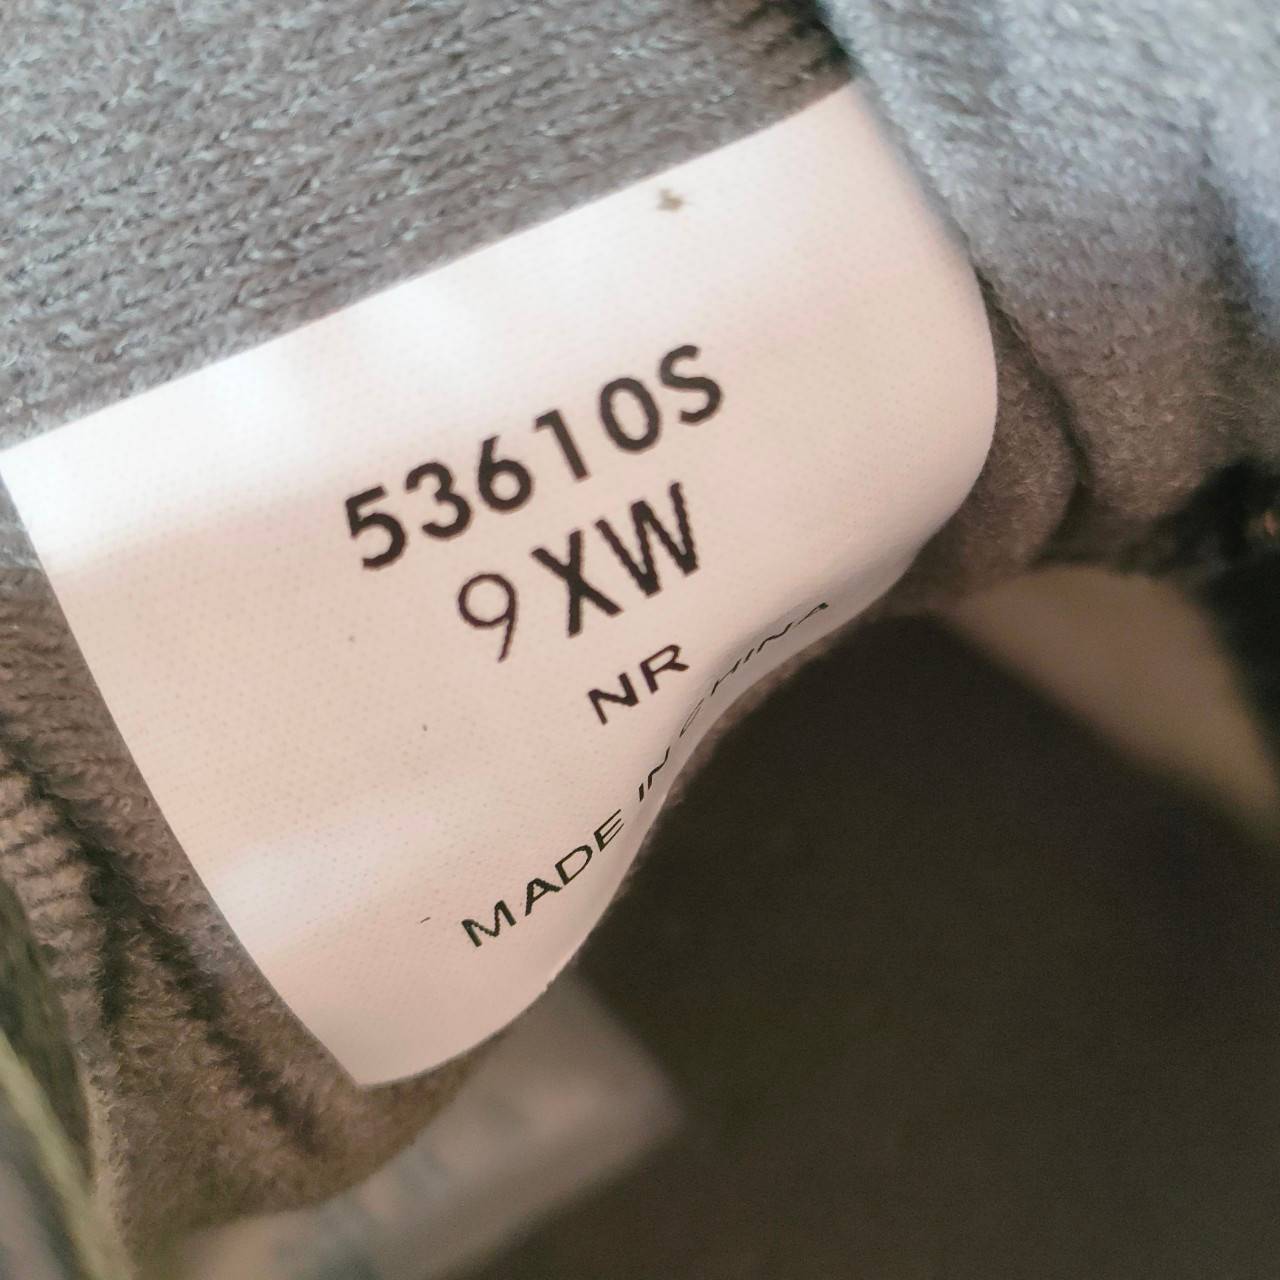 53610S
9 XW
NR
MADE IN CHINA